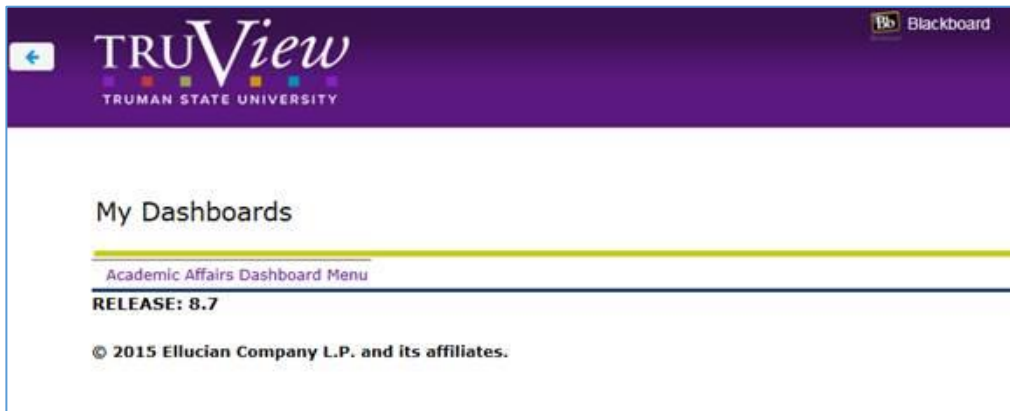 Bb Blackboard
TRUView
TRUMAN STATE UNIVERSITY
My Dashboards
Academic Affairs Dashboard Menu
RELEASE: 8.7
© 2015 Ellucian Company L.P. and its affiliates.